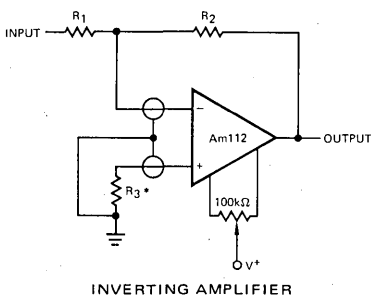 R1
R2
INPUT
−
Am112
OUTPUT
+
R3*
100kΩ
V+
INVERTING AMPLIFIER